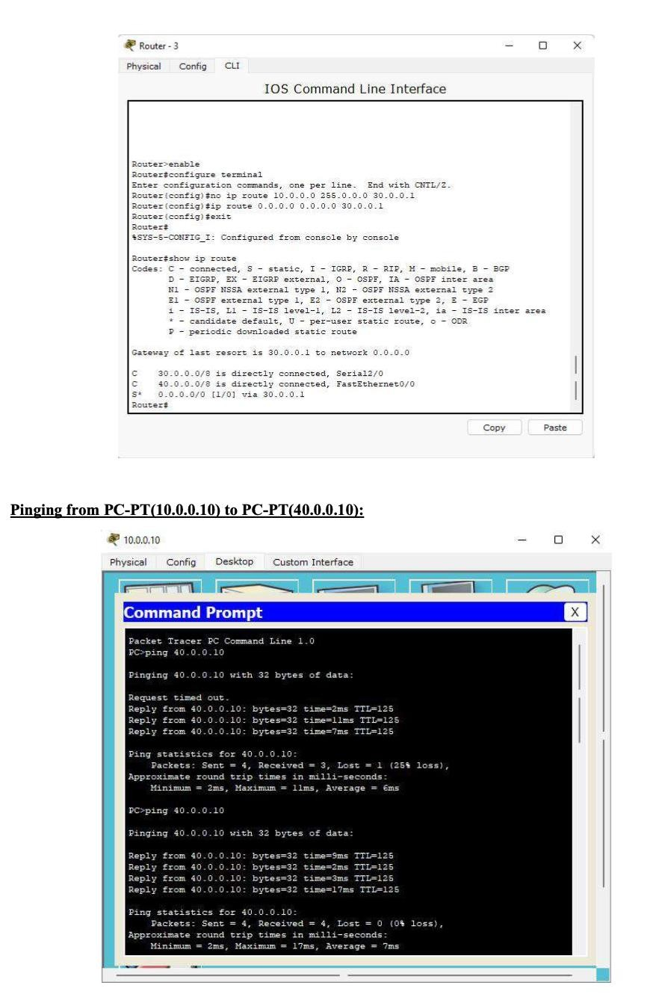 Router - 3
Physical Config CLI
IOS Command Line Interface
Router>enable
Router#configure terminal
Enter configuration commands, one per line.  End with CNTL/Z.
Router(config)#no ip route 10.0.0.0 255.0.0.0 30.0.0.1
Router(config)#ip route 0.0.0.0 0.0.0.0 30.0.0.1
Router(config)#exit
Router#
%SYS-5-CONFIG_I: Configured from console by console
Router#show ip route
Codes: C - connected, S - static, I - IGRP, R - RIP, M - mobile, B - BGP
D - EIGRP, EX - EIGRP external, O - OSPF, IA - OSPF inter area
N1 - OSPF NSSA external type 1, N2 - OSPF NSSA external type 2
E1 - OSPF external type 1, E2 - OSPF external type 2, E - EGP
i - IS-IS, L1 - IS-IS level-1, L2 - IS-IS level-2, ia - IS-IS inter area
* - candidate default, U - per-user static route, o - ODR
P - periodic downloaded static route
Gateway of last resort is 30.0.0.1 to network 0.0.0.0
C    30.0.0.0/8 is directly connected, Serial2/0
C    40.0.0.0/8 is directly connected, FastEthernet0/0
S*   0.0.0.0/0 [1/0] via 30.0.0.1
Router#
Copy Paste
Pinging from PC-PT(10.0.0.10) to PC-PT(40.0.0.10):
10.0.0.10
Physical Config Desktop Custom Interface
Command Prompt X
Packet Tracer PC Command Line 1.0
PC>ping 40.0.0.10
Pinging 40.0.0.10 with 32 bytes of data:
Request timed out.
Reply from 40.0.0.10: bytes=32 time=2ms TTL=125
Reply from 40.0.0.10: bytes=32 time=11ms TTL=125
Reply from 40.0.0.10: bytes=32 time=7ms TTL=125
Ping statistics for 40.0.0.10:
Packets: Sent = 4, Received = 3, Lost = 1 (25% loss),
Approximate round trip times in milli-seconds:
Minimum = 2ms, Maximum = 11ms, Average = 6ms
PC>ping 40.0.0.10
Pinging 40.0.0.10 with 32 bytes of data:
Reply from 40.0.0.10: bytes=32 time=9ms TTL=125
Reply from 40.0.0.10: bytes=32 time=2ms TTL=125
Reply from 40.0.0.10: bytes=32 time=3ms TTL=125
Reply from 40.0.0.10: bytes=32 time=17ms TTL=125
Ping statistics for 40.0.0.10:
Packets: Sent = 4, Received = 4, Lost = 0 (0% loss),
Approximate round trip times in milli-seconds:
Minimum = 2ms, Maximum = 17ms, Average = 7ms